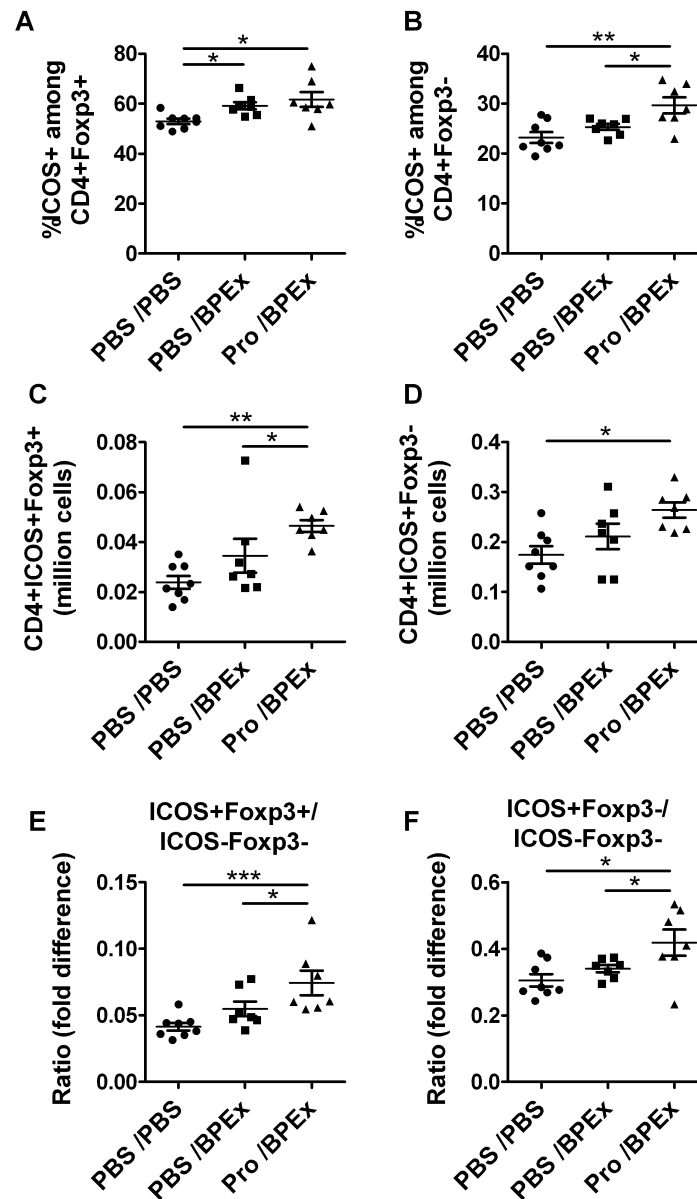 A
%ICOS+ among
CD4+Foxp3+
80
60
40
20
0
*
*
PBS /PBS
PBS /BPEx
Pro /BPEx
B
%ICOS+ among
CD4+Foxp3-
40
30
20
10
0
**
*
PBS /PBS
PBS /BPEx
Pro /BPEx
C
CD4+ICOS+Foxp3+
(million cells)
0.08
0.06
0.04
0.02
0.00
**
*
PBS /PBS
PBS /BPEx
Pro /BPEx
D
CD4+ICOS+Foxp3-
(million cells)
0.4
0.3
0.2
0.1
0.0
*
PBS /PBS
PBS /BPEx
Pro /BPEx
E
ICOS+Foxp3+/
ICOS-Foxp3-
Ratio (fold difference)
0.15
0.10
0.05
0.00
***
*
PBS /PBS
PBS /BPEx
Pro /BPEx
F
ICOS+Foxp3-/
ICOS-Foxp3-
Ratio (fold difference)
0.6
0.4
0.2
0.0
*
*
PBS /PBS
PBS /BPEx
Pro /BPEx